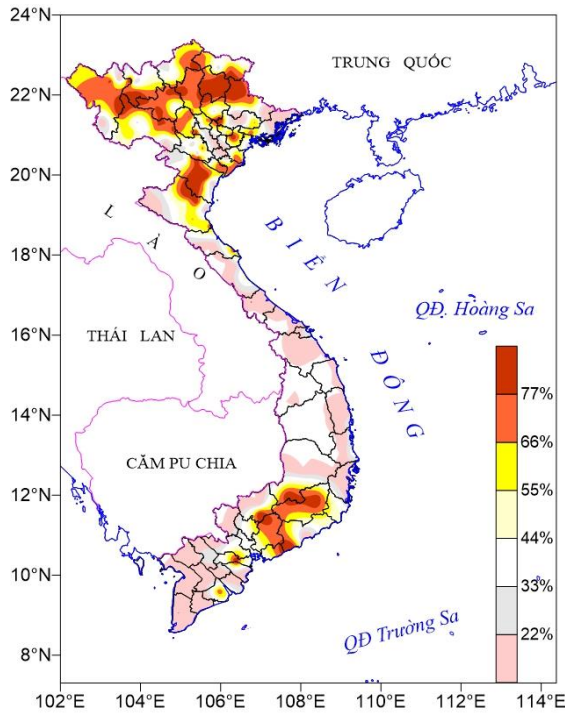 24°N
22°N
20°N
18°N
16°N
14°N
12°N
10°N
8°N
TRUNG QUỐC
LÀO
BIỂN ĐÔNG
QĐ. Hoàng Sa
THÁI LAN
CĂM PU CHIA
QĐ Trường Sa
77%
66%
55%
44%
33%
22%
102°E
104°E
106°E
108°E
110°E
112°E
114°E